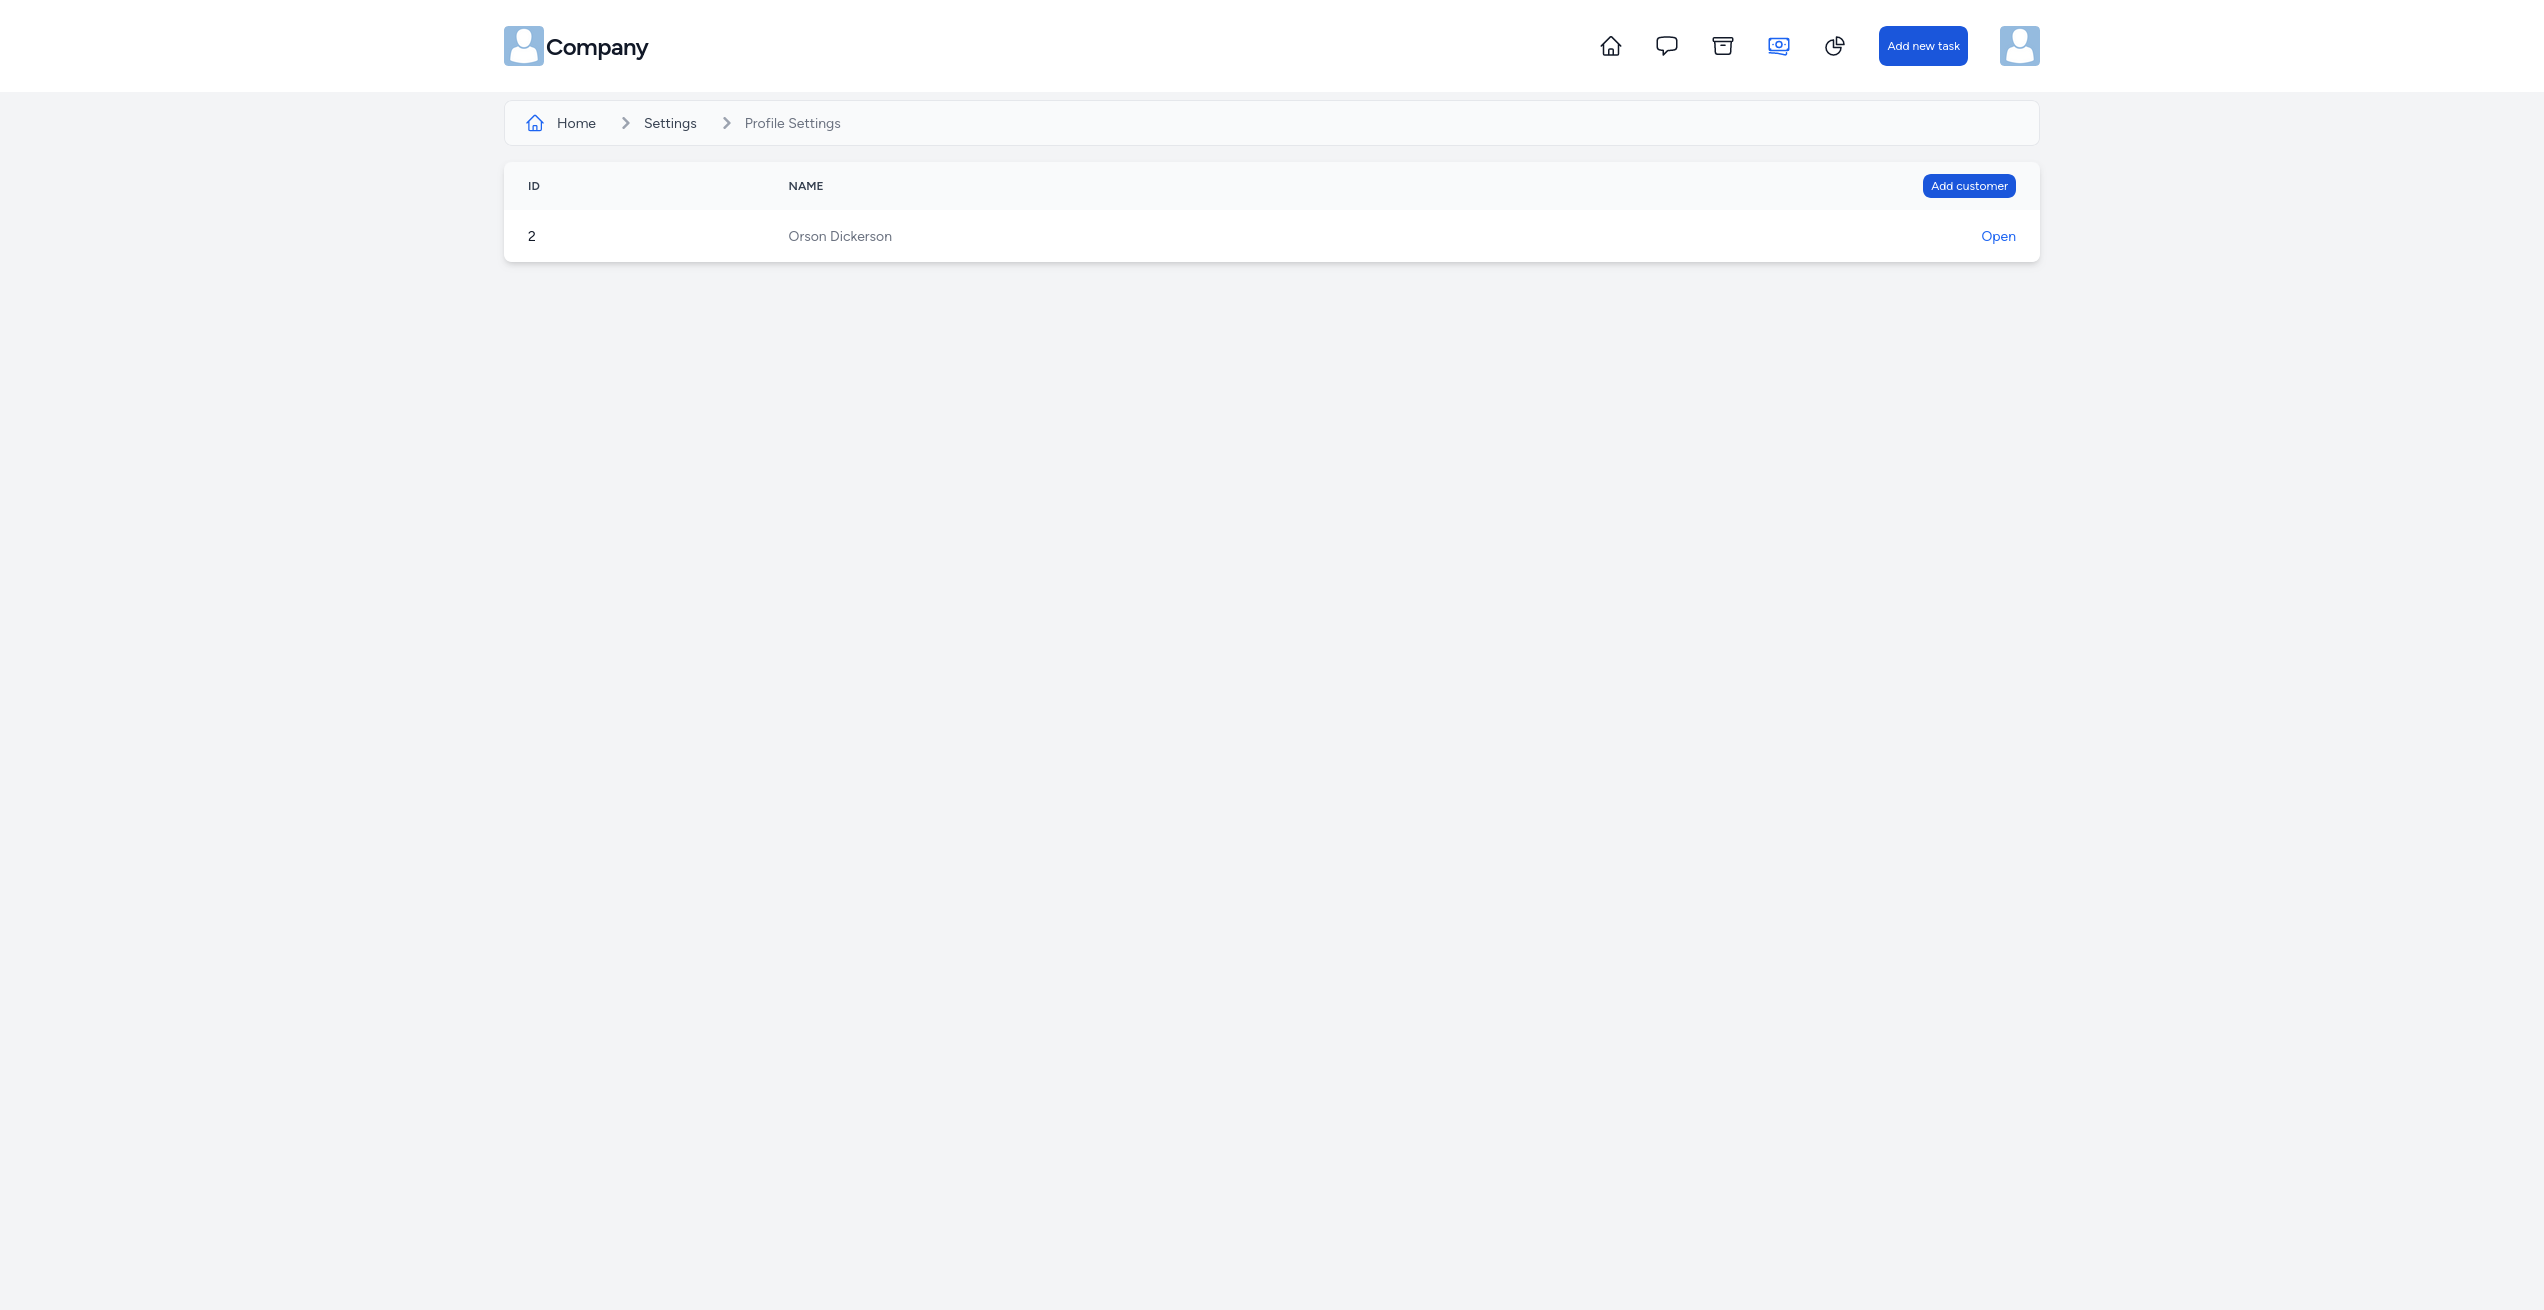 Company
Add new task
Home
Settings
Profile Settings
ID NAME Add customer
2 Orson Dickerson Open